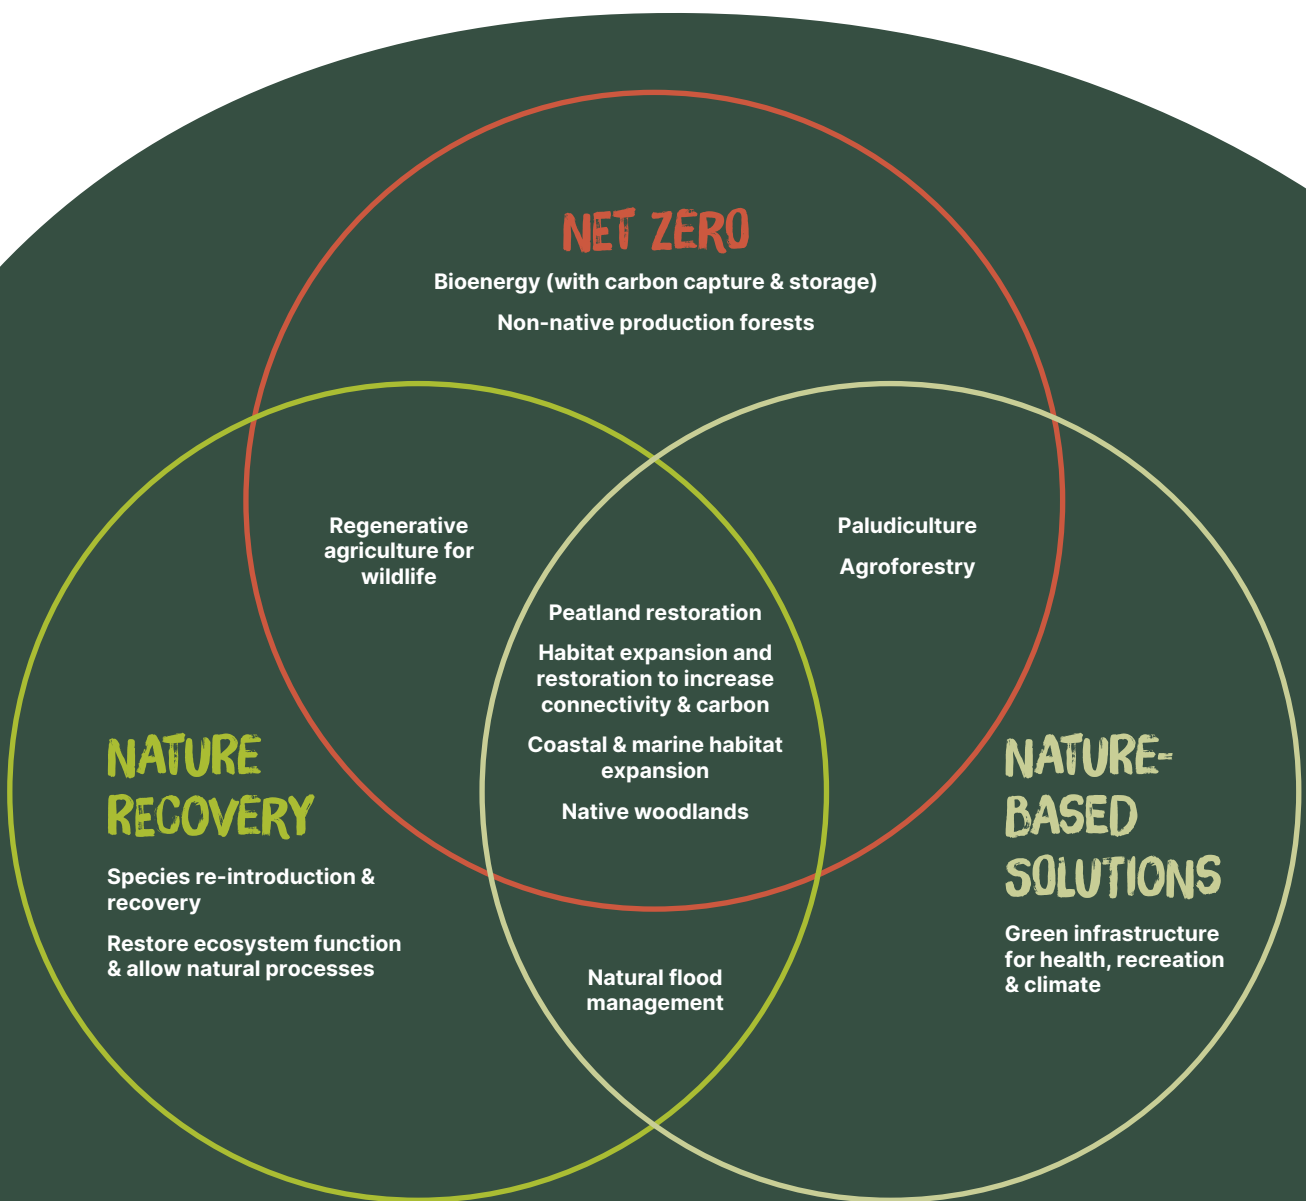 NET ZERO
Bioenergy (with carbon capture & storage)
Non-native production forests
Regenerative
agriculture for
wildlife
Paludiculture
Agroforestry
Peatland restoration
Habitat expansion and
restoration to increase
connectivity & carbon
Coastal & marine habitat
expansion
Native woodlands
NATURE
RECOVERY
Species re-introduction &
recovery
Restore ecosystem function
& allow natural processes
NATURE-
BASED
SOLUTIONS
Green infrastructure
for health, recreation
& climate
Natural flood
management